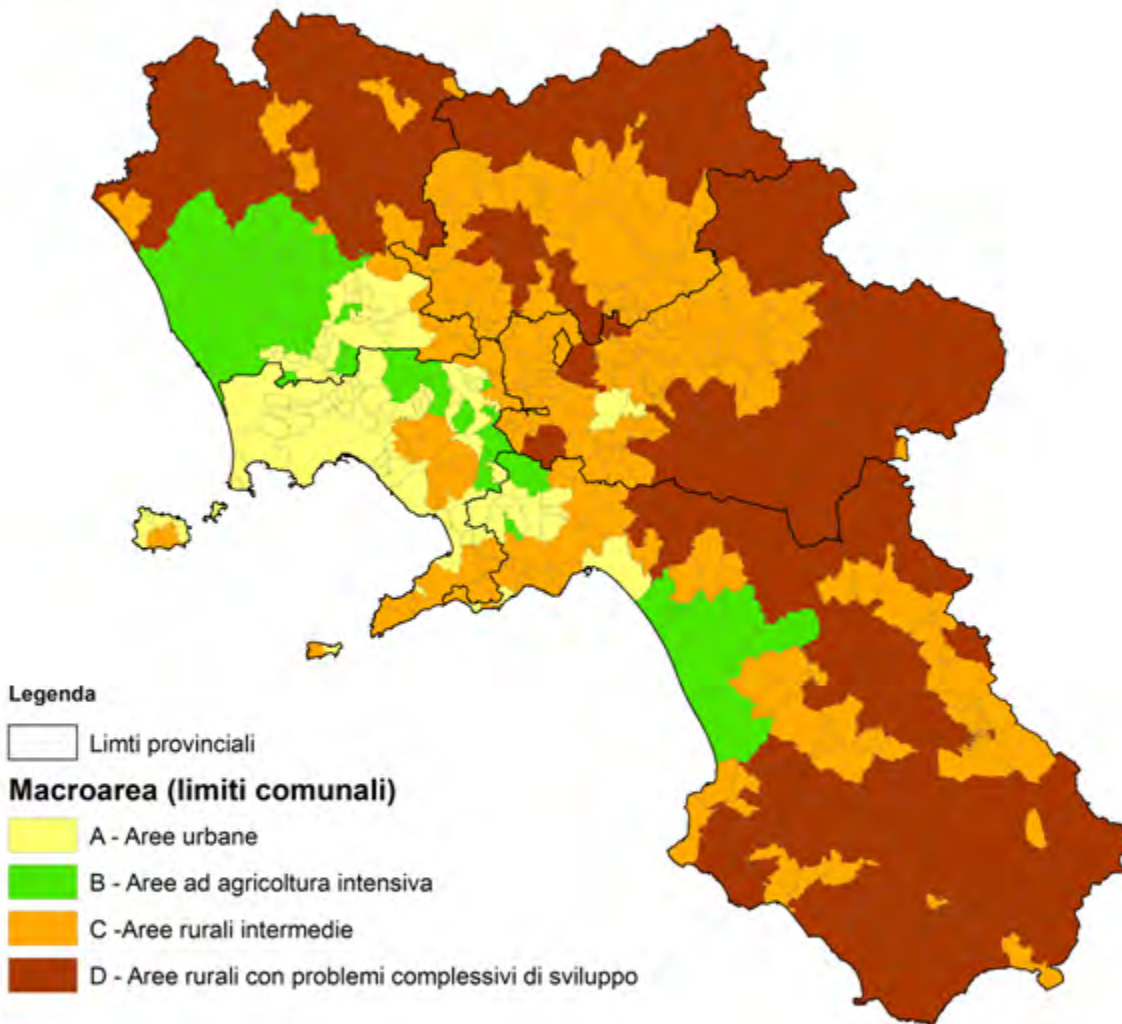 Legenda
Limti provinciali
Macroarea (limiti comunali)
A - Aree urbane
B - Aree ad agricoltura intensiva
C -Aree rurali intermedie
D - Aree rurali con problemi complessivi di sviluppo